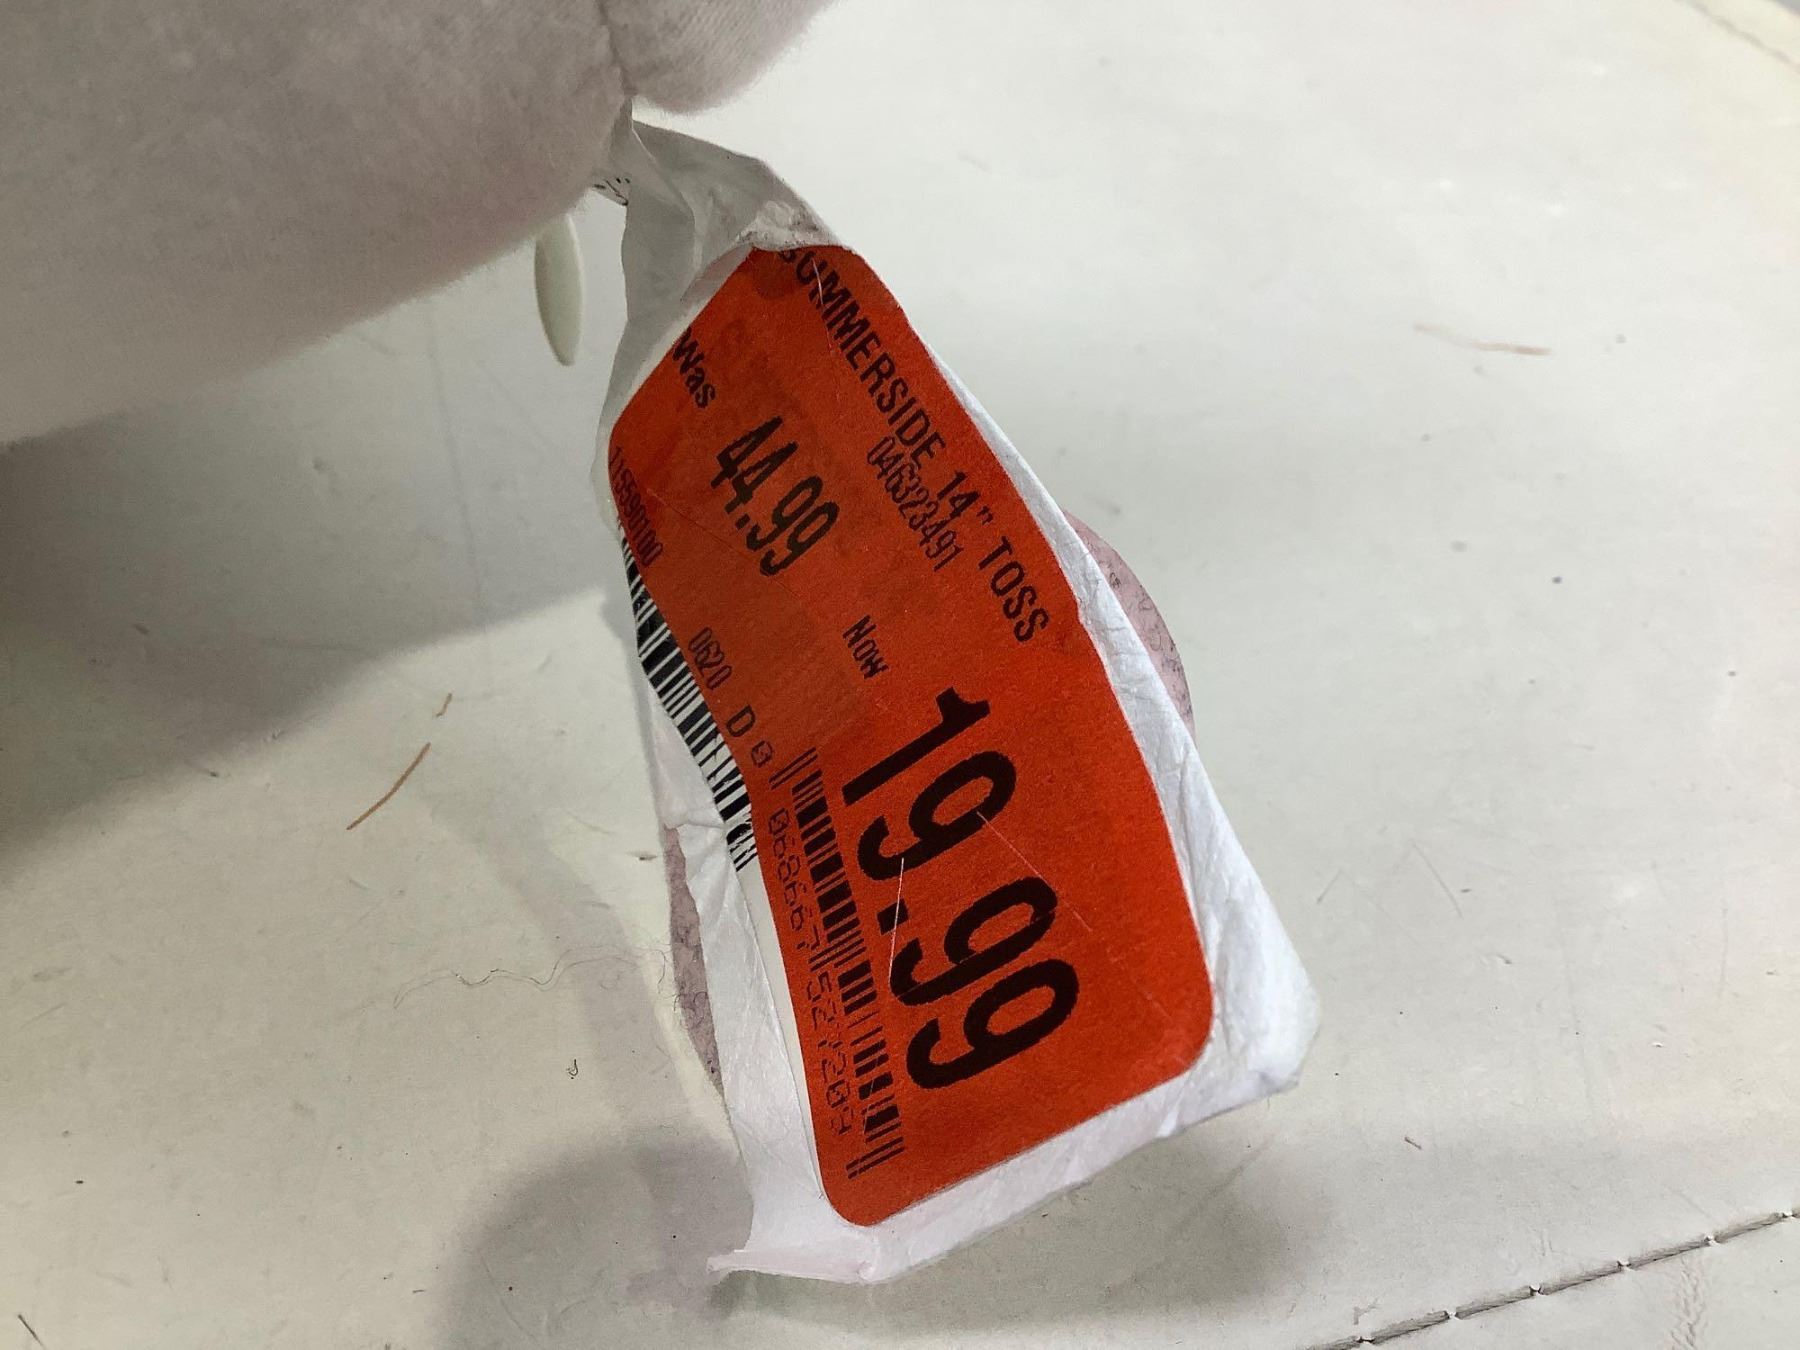 SUMMERSIDE 14" TOSS
046323491
Was 44.99
Now 19.99
0620 D